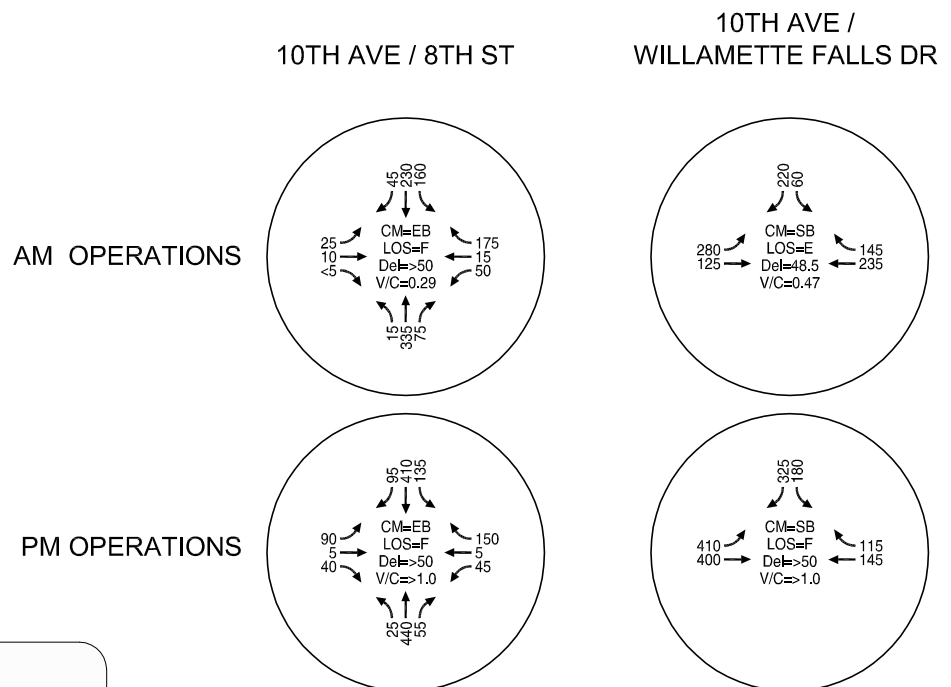 10TH AVE / 8TH ST
10TH AVE /
WILLAMETTE FALLS DR
AM OPERATIONS
45
230
160
25
10
<5
CM=EB
LOS=F
Del=>50
V/C=0.29
175
15
50
15
335
75
220
60
280
125
CM=SB
LOS=E
Del=48.5
V/C=0.47
145
235
PM OPERATIONS
95
410
135
90
5
40
CM=EB
LOS=F
Del=>50
V/C=>1.0
150
5
45
25
440
55
325
180
410
400
CM=SB
LOS=F
Del=>50
V/C=>1.0
115
145